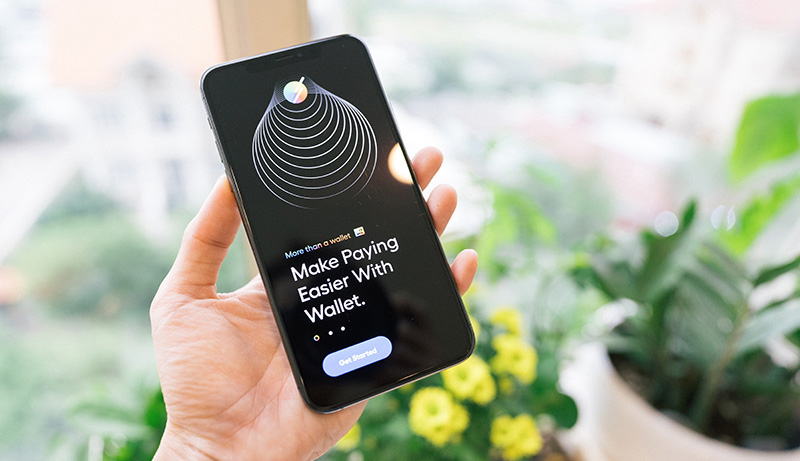 More than a wallet
Make Paying
Easier With
Wallet.
Get Started